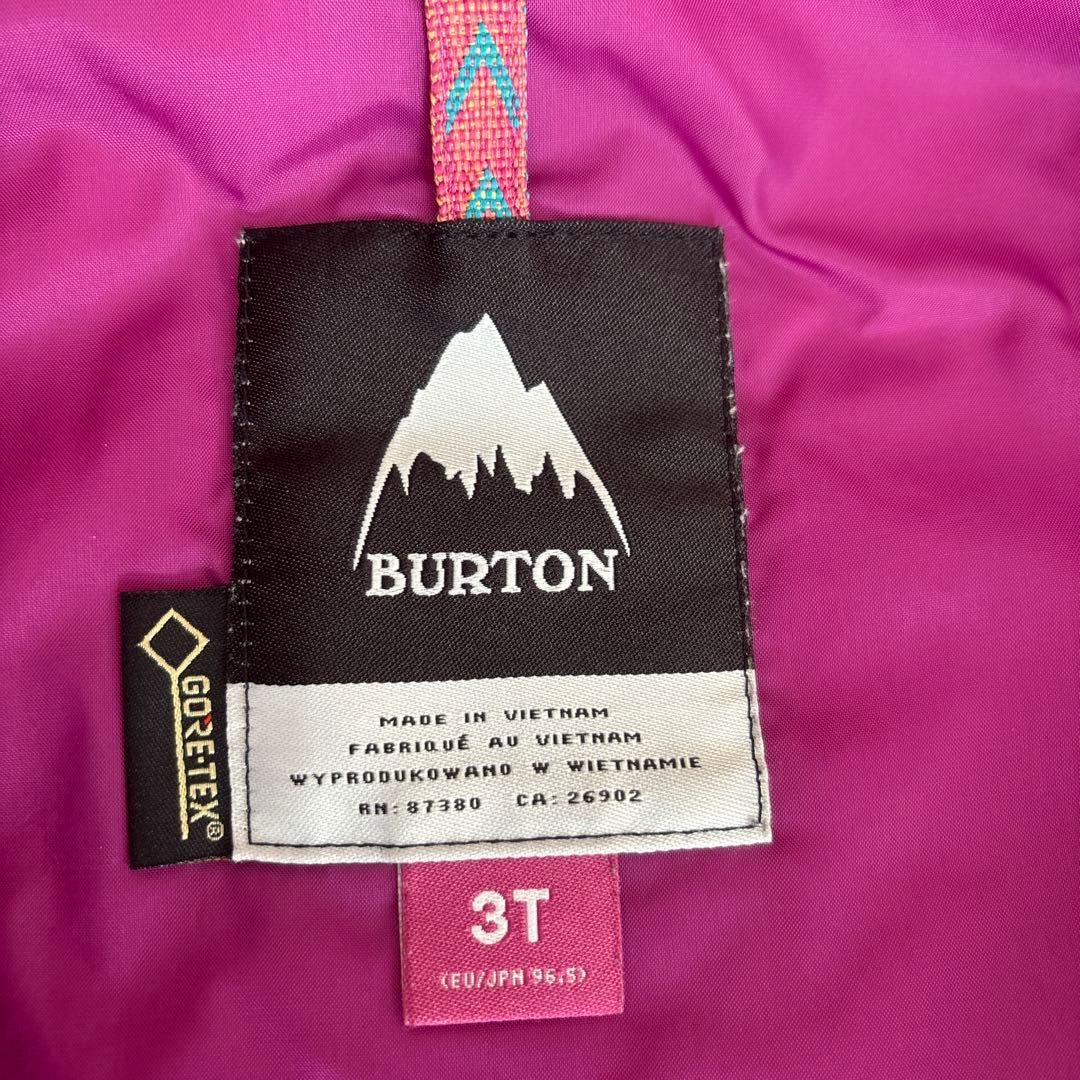 BURTON
GORE-TEX®
MADE IN VIETNAM
FABRIQUÉ AU VIETNAM
WYPRODUKOWANO W WIETNAMIE
RN: 87380 CA: 26902
3T
(EU/JPN 96.5)